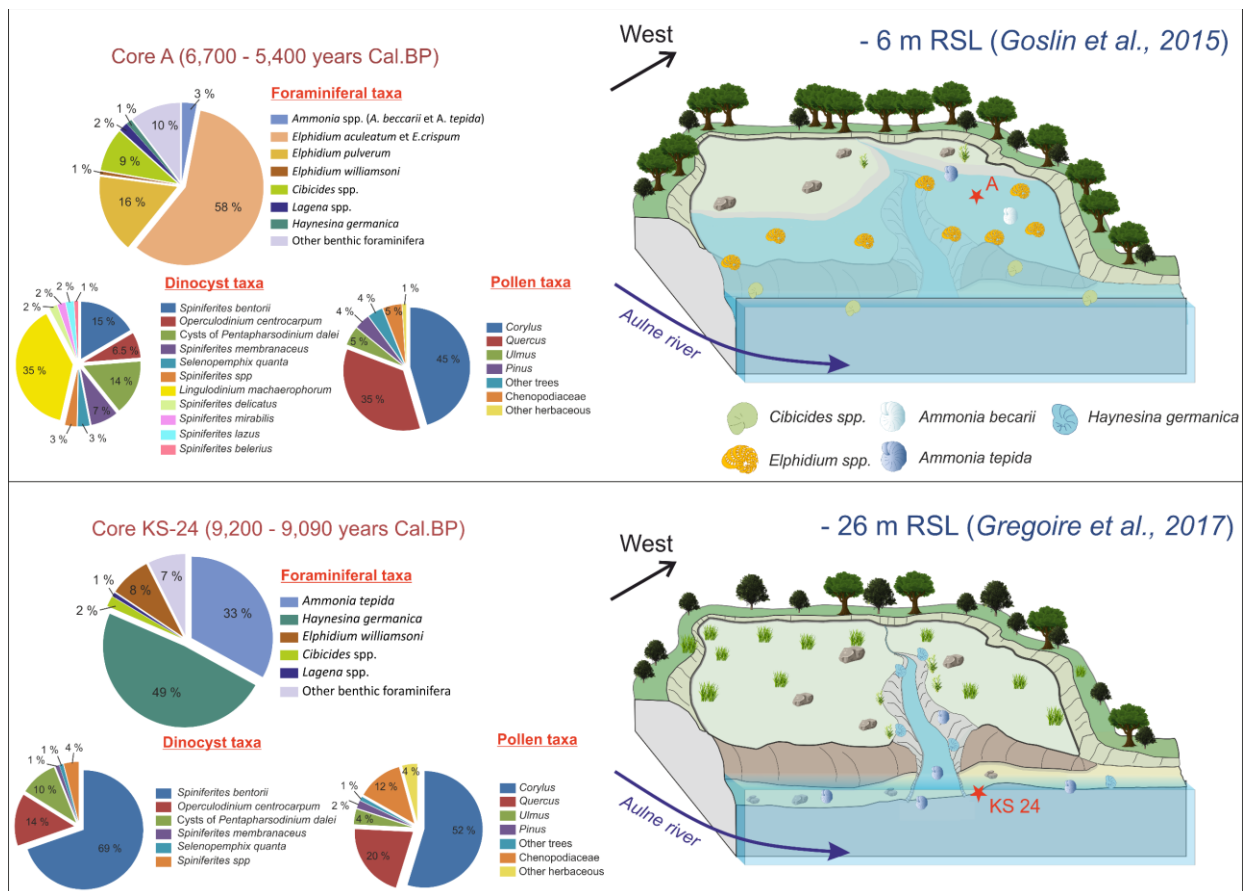 Core A (6,700 - 5,400 years Cal.BP)
Foraminiferal taxa
3 %
58 %
16 %
1 %
9 %
2 %
1 %
10 %
Ammonia spp. (A. beccarii et A. tepida)
Elphidium aculeatum et E.crispum
Elphidium pulverum
Elphidium williamsoni
Cibicides spp.
Lagena spp.
Haynesina germanica
Other benthic foraminifera
Dinocyst taxa
15 %
6.5 %
14 %
7 %
3 %
3 %
35 %
2 %
2 %
2 %
1 %
Spiniferites bentorii
Operculodinium centrocarpum
Cysts of Pentapharsodinium dalei
Spiniferites membranaceus
Selenopemphix quanta
Spiniferites spp
Lingulodinium machaerophorum
Spiniferites delicatus
Spiniferites mirabilis
Spiniferites lazus
Spiniferites belerius
Pollen taxa
45 %
35 %
5 %
4 %
4 %
5 %
1 %
Corylus
Quercus
Ulmus
Pinus
Other trees
Chenopodiaceae
Other herbaceous
West
- 6 m RSL (Goslin et al., 2015)
A
Aulne river
Cibicides spp.
Ammonia becarii
Haynesina germanica
Elphidium spp.
Ammonia tepida
Core KS-24 (9,200 - 9,090 years Cal.BP)
Foraminiferal taxa
33 %
49 %
2 %
1 %
8 %
7 %
Ammonia tepida
Haynesina germanica
Elphidium williamsoni
Cibicides spp.
Lagena spp.
Other benthic foraminifera
Dinocyst taxa
69 %
14 %
10 %
1 %
1 %
4 %
Spiniferites bentorii
Operculodinium centrocarpum
Cysts of Pentapharsodinium dalei
Spiniferites membranaceus
Selenopemphix quanta
Spiniferites spp
Pollen taxa
52 %
20 %
4 %
2 %
1 %
12 %
4 %
Corylus
Quercus
Ulmus
Pinus
Other trees
Chenopodiaceae
Other herbaceous
West
- 26 m RSL (Gregoire et al., 2017)
KS 24
Aulne river